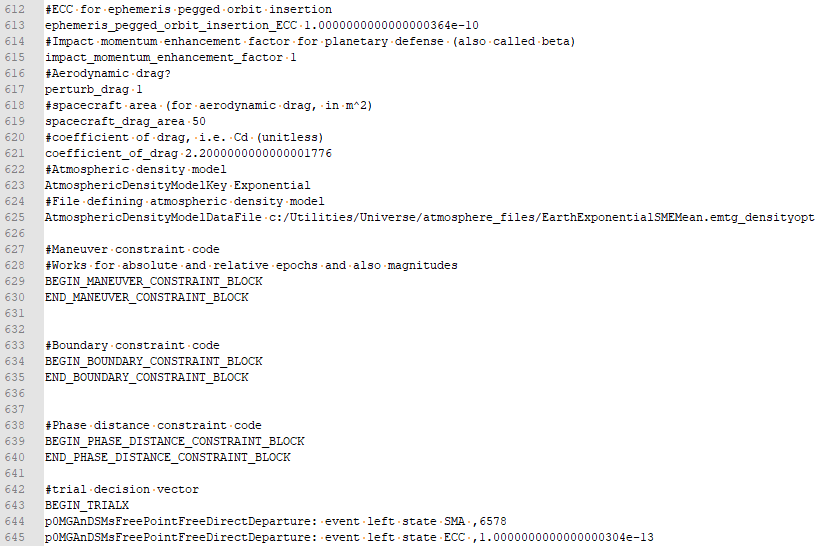 612 #ECC for ephemeris pegged orbit insertion
613 ephemeris_pegged_orbit_insertion_ECC 1.0000000000000000364e-10
614 #Impact momentum enhancement factor for planetary defense (also called beta)
615 impact_momentum_enhancement_factor 1
616 #Aerodynamic drag?
617 perturb_drag 1
618 #spacecraft area (for aerodynamic drag, in m^2)
619 spacecraft_drag_area 50
620 #coefficient of drag, i.e. Cd (unitless)
621 coefficient_of_drag 2.2000000000000001776
622 #Atmospheric density model
623 AtmosphericDensityModelKey Exponential
624 #File defining atmospheric density model
625 AtmosphericDensityModelDataFile c:/Utilities/Universe/atmosphere_files/EarthExponentialSMEMean.emtg_densityopt
626
627 #Maneuver constraint code
628 #Works for absolute and relative epochs and also magnitudes
629 BEGIN_MANEUVER_CONSTRAINT_BLOCK
630 END_MANEUVER_CONSTRAINT_BLOCK
631
632
633 #Boundary constraint code
634 BEGIN_BOUNDARY_CONSTRAINT_BLOCK
635 END_BOUNDARY_CONSTRAINT_BLOCK
636
637
638 #Phase distance constraint code
639 BEGIN_PHASE_DISTANCE_CONSTRAINT_BLOCK
640 END_PHASE_DISTANCE_CONSTRAINT_BLOCK
641
642 #trial decision vector
643 BEGIN_TRIALX
644 p0MGAnDSMsFreePointFreeDirectDeparture: event left state SMA ,6578
645 p0MGAnDSMsFreePointFreeDirectDeparture: event left state ECC ,1.0000000000000000304e-13